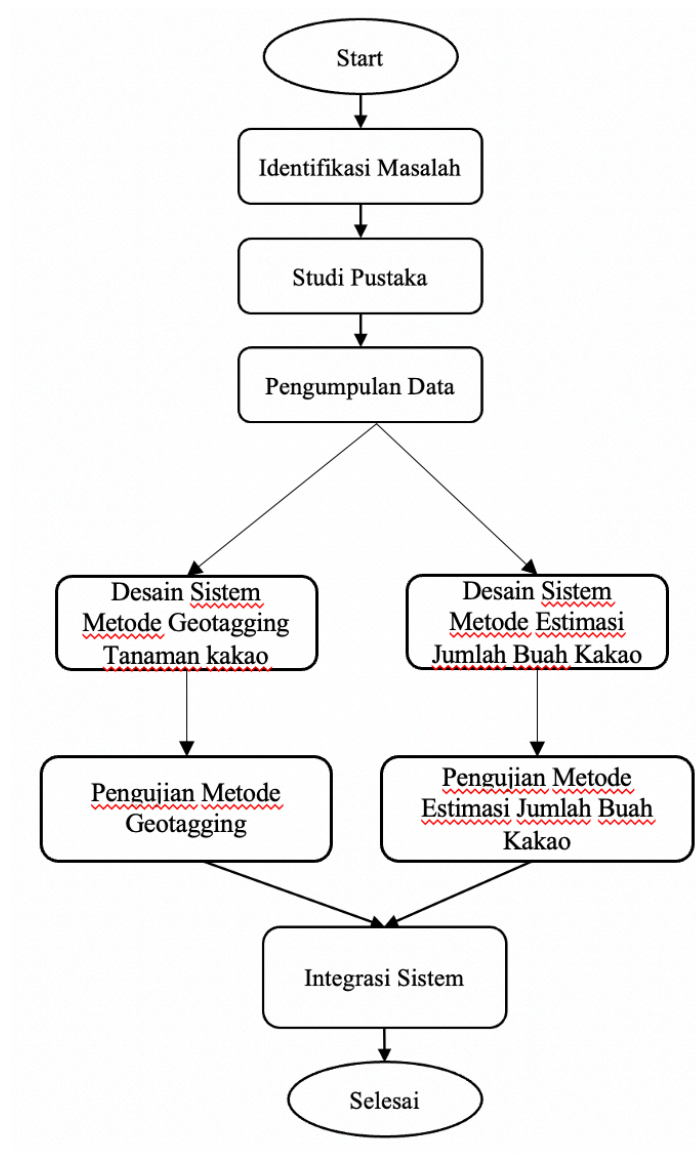 Start
Identifikasi Masalah
Studi Pustaka
Pengumpulan Data
Desain Sistem
Metode Geotagging
Tanaman kakao
Desain Sistem
Metode Estimasi
Jumlah Buah Kakao
Pengujian Metode
Geotagging
Pengujian Metode
Estimasi Jumlah Buah
Kakao
Integrasi Sistem
Selesai